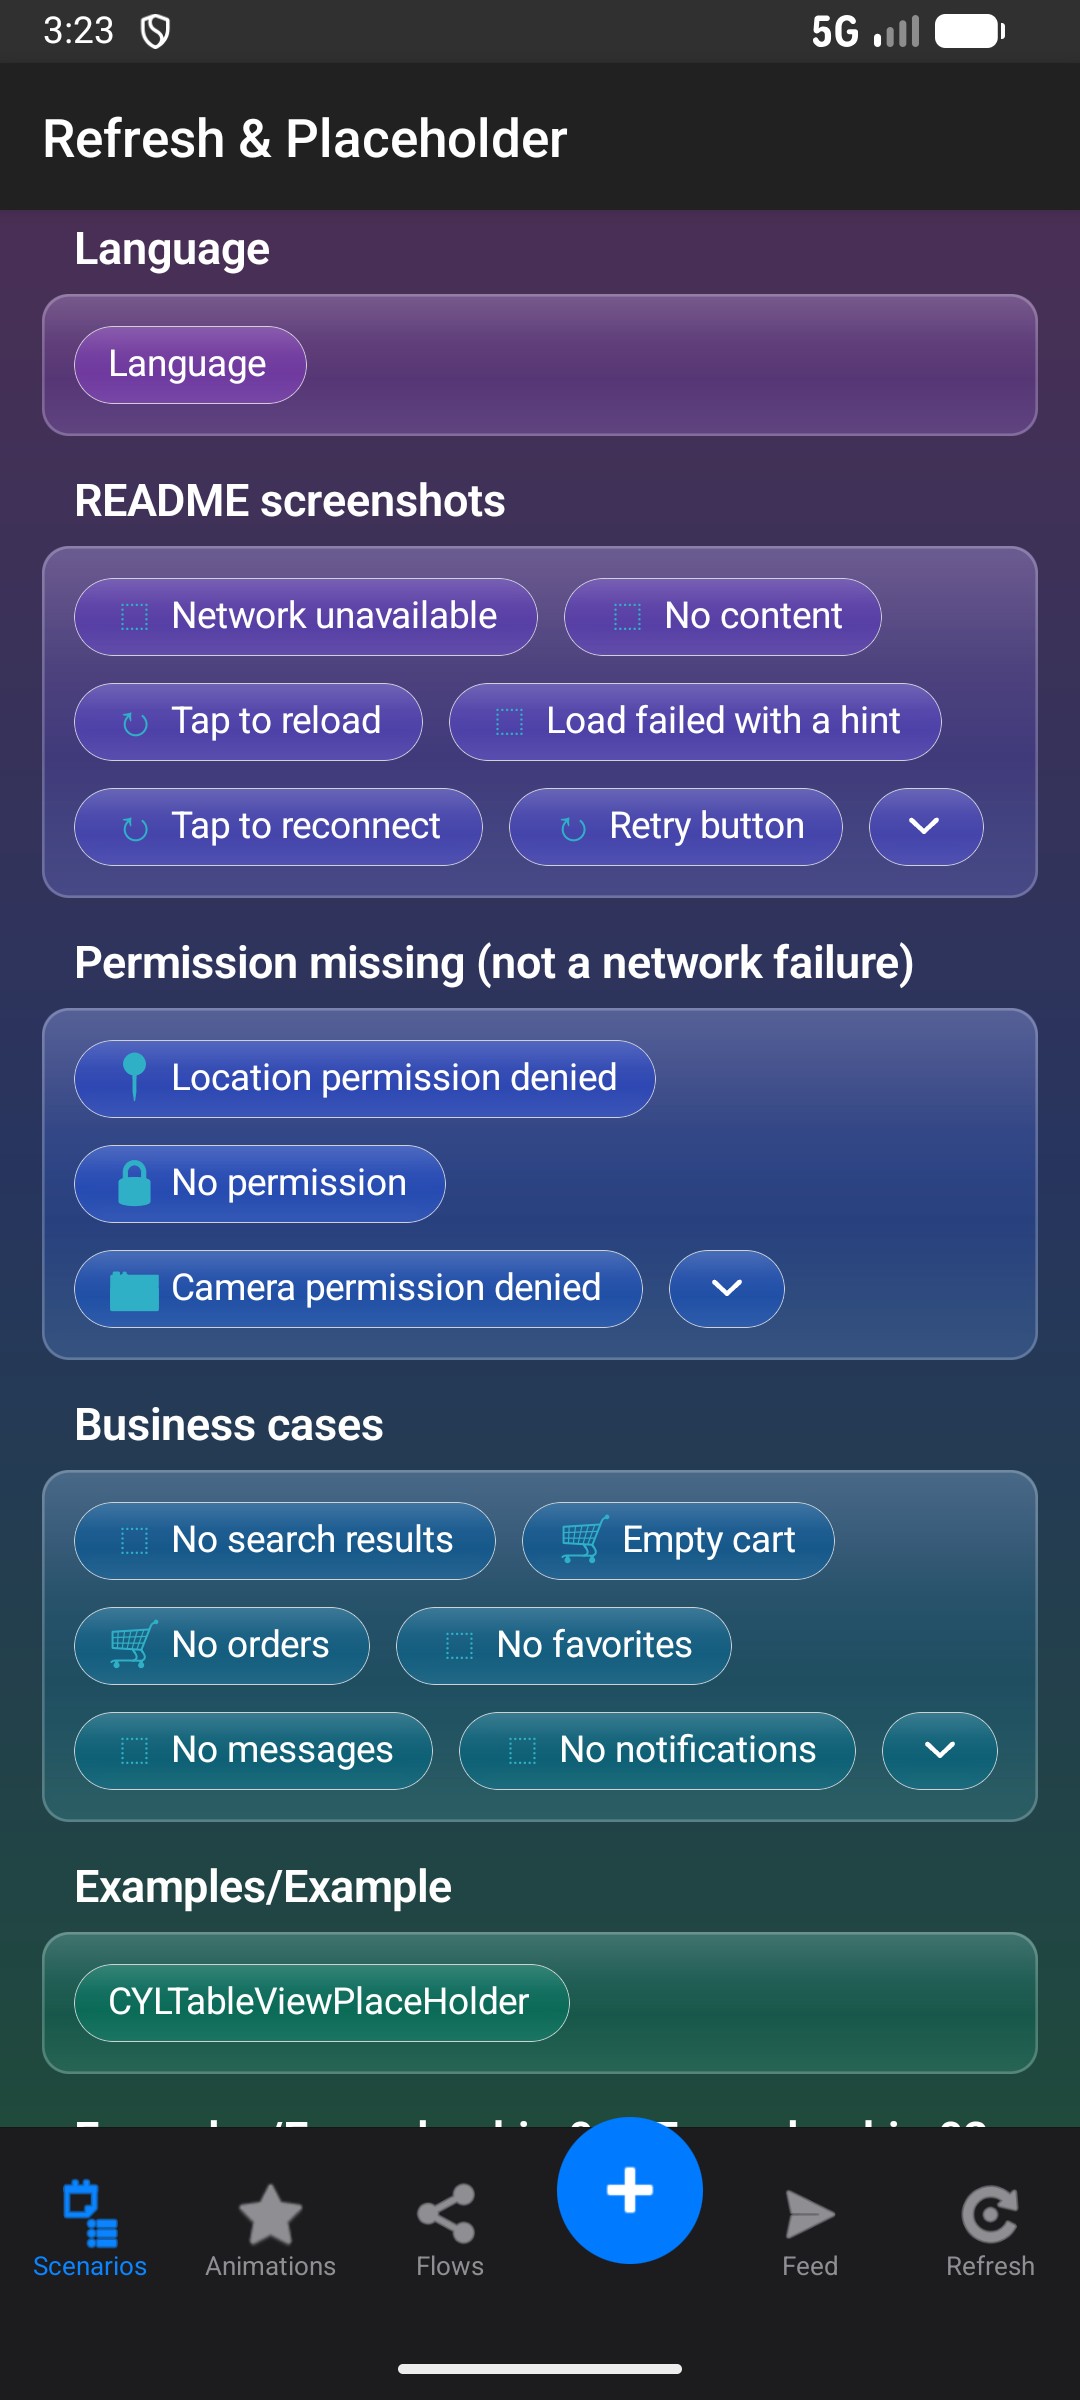 3:23
5G
Refresh & Placeholder
Language
Language
README screenshots
Network unavailable
No content
Tap to reload
Load failed with a hint
Tap to reconnect
Retry button
Permission missing (not a network failure)
Location permission denied
No permission
Camera permission denied
Business cases
No search results
Empty cart
No orders
No favorites
No messages
No notifications
Examples/Example
CYLTableViewPlaceHolder
Scenarios
Animations
Flows
Feed
Refresh